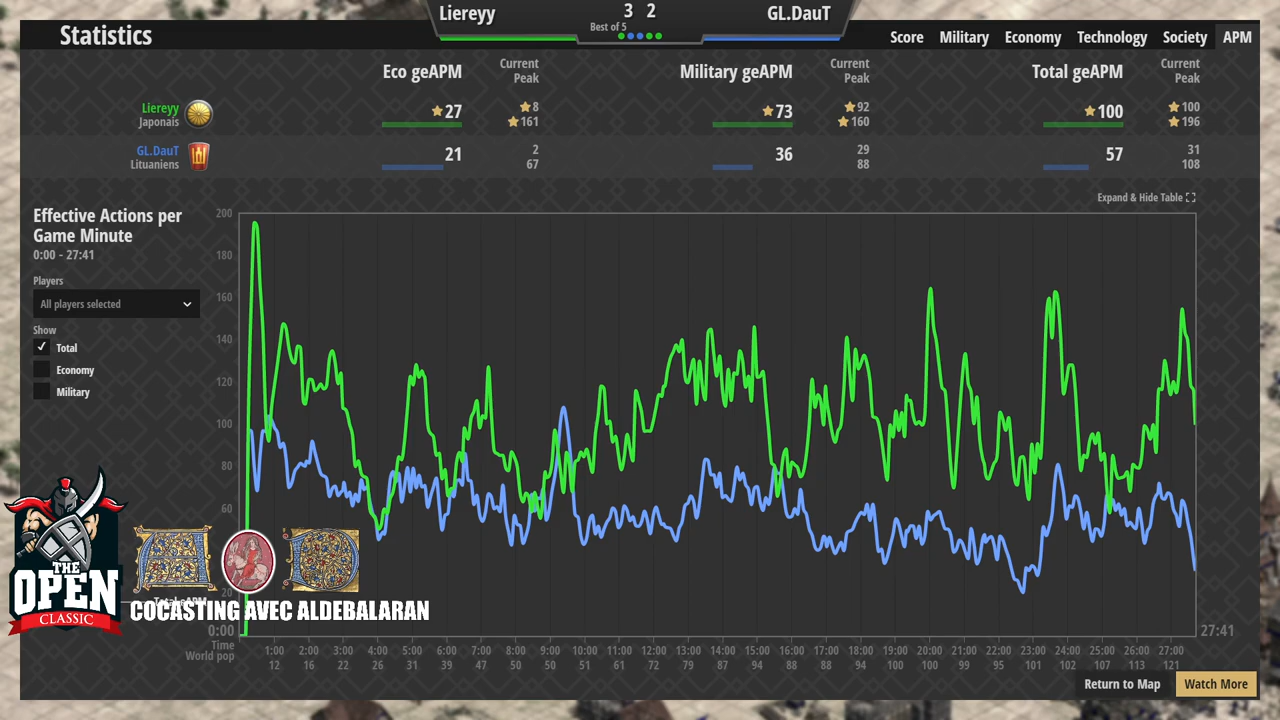 Liereyy 3 2 GL.DauT
Best of 5
Statistics
Score Military Economy Technology Society APM
Eco geAPM Current Peak Military geAPM Current Peak Total geAPM Current Peak
Liereyy
Japonais
27 8 161 73 92 160 100 100 196
GL.DauT
Lituaniens
21 2 67 36 29 88 57 31 108
Expand & Hide Table
Effective Actions per
Game Minute
0:00 - 27:41
Players
All players selected
Show
Total
Economy
Military
200
180
160
140
120
100
80
60
20
0:00
27:41
THE
OPEN
CLASSIC
COCASTING AVEC ALDEBALARAN
Time 1:00 2:00 3:00 4:00 5:00 6:00 7:00 8:00 9:00 10:00 11:00 12:00 13:00 14:00 15:00 16:00 17:00 18:00 19:00 20:00 21:00 22:00 23:00 24:00 25:00 26:00 27:00
World pop 12 16 22 26 31 39 47 50 50 51 61 72 79 87 94 88 88 94 100 100 99 96 101 102 107 113 121
Return to Map Watch More